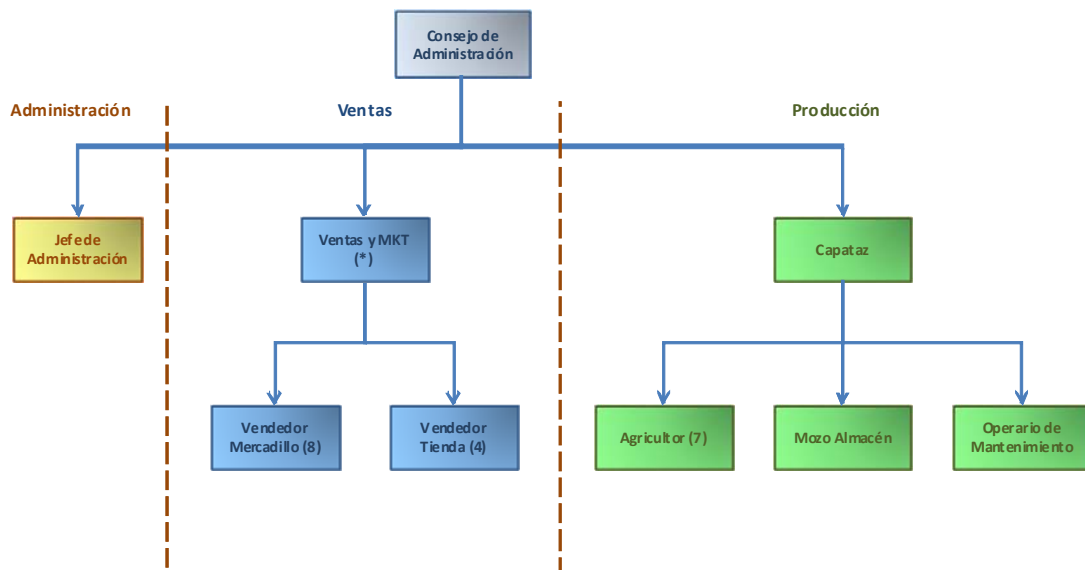 Consejo de
Administración
Administración
Ventas
Producción
Jefe de
Administración
Ventas y MKT
(*)
Capataz
Vendedor
Mercadillo (8)
Vendedor
Tienda (4)
Agricultor (7)
Mozo Almacén
Operario de
Mantenimiento